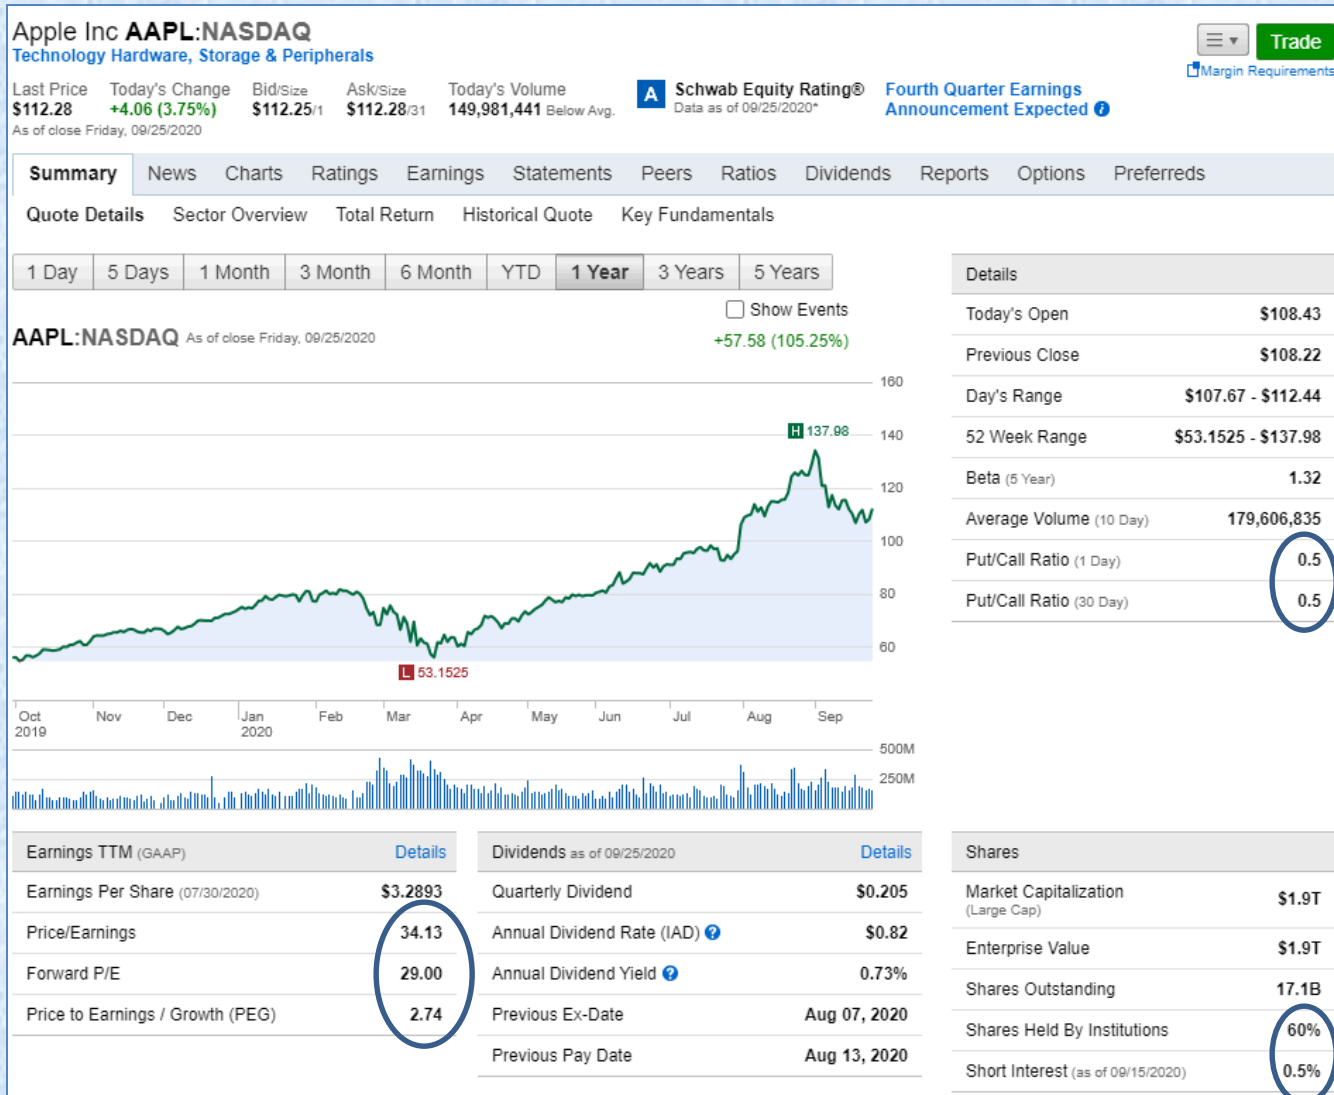 Apple Inc AAPL:NASDAQ
Technology Hardware, Storage & Peripherals
Trade
Margin Requirements
Last Price Today's Change Bid/Size Ask/Size Today's Volume
$112.28 +4.06 (3.75%) $112.25/1 $112.28/31 149,981,441 Below Avg.
As of close Friday, 09/25/2020
A Schwab Equity Rating®
Data as of 09/25/2020*
Fourth Quarter Earnings
Announcement Expected
Summary News Charts Ratings Earnings Statements Peers Ratios Dividends Reports Options Preferreds
Quote Details Sector Overview Total Return Historical Quote Key Fundamentals
1 Day 5 Days 1 Month 3 Month 6 Month YTD 1 Year 3 Years 5 Years
Show Events
AAPL:NASDAQ As of close Friday, 09/25/2020
+57.58 (105.25%)
160
H 137.98
140
120
100
80
60
L 53.1525
Oct Nov Dec Jan Feb Mar Apr May Jun Jul Aug Sep
2019 2020
500M
250M
Details
Today's Open $108.43
Previous Close $108.22
Day's Range $107.67 - $112.44
52 Week Range $53.1525 - $137.98
Beta (5 Year) 1.32
Average Volume (10 Day) 179,606,835
Put/Call Ratio (1 Day) 0.5
Put/Call Ratio (30 Day) 0.5
Earnings TTM (GAAP) Details
Earnings Per Share (07/30/2020) $3.2893
Price/Earnings 34.13
Forward P/E 29.00
Price to Earnings / Growth (PEG) 2.74
Dividends as of 09/25/2020 Details
Quarterly Dividend $0.205
Annual Dividend Rate (IAD) ? $0.82
Annual Dividend Yield ? 0.73%
Previous Ex-Date Aug 07, 2020
Previous Pay Date Aug 13, 2020
Shares
Market Capitalization $1.9T
(Large Cap)
Enterprise Value $1.9T
Shares Outstanding 17.1B
Shares Held By Institutions 60%
Short Interest (as of 09/15/2020) 0.5%